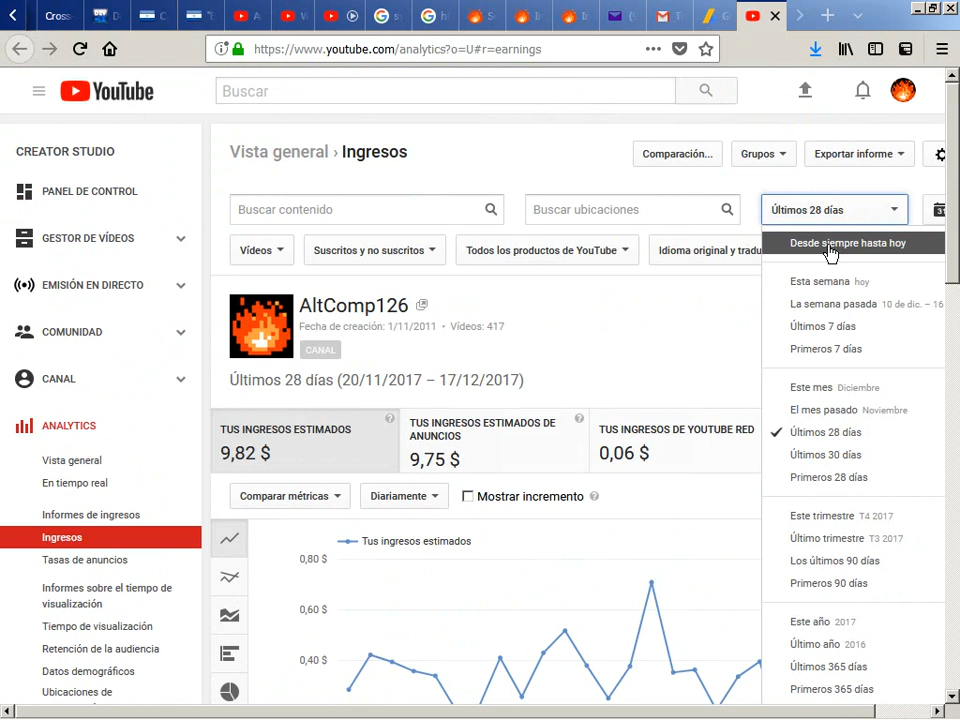 Cross
D
C
"E
A
W
s
h
S
In
In
T
G
https://www.youtube.com/analytics?o=U#r=earnings
YouTube
Buscar
CREATOR STUDIO
PANEL DE CONTROL
GESTOR DE VÍDEOS
EMISIÓN EN DIRECTO
COMUNIDAD
CANAL
ANALYTICS
Vista general
En tiempo real
Informes de ingresos
Ingresos
Tasas de anuncios
Informes sobre el tiempo de
visualización
Tiempo de visualización
Retención de la audiencia
Datos demográficos
Ubicaciones de
Vista general › Ingresos
Comparación...
Grupos
Exportar informe
Buscar contenido
Buscar ubicaciones
Últimos 28 días
Vídeos
Suscritos y no suscritos
Todos los productos de YouTube
Idioma original y tradu
AltComp126
Fecha de creación: 1/11/2011 • Vídeos: 417
CANAL
Últimos 28 días (20/11/2017 – 17/12/2017)
TUS INGRESOS ESTIMADOS
9,82 $
TUS INGRESOS ESTIMADOS DE
ANUNCIOS
9,75 $
TUS INGRESOS DE YOUTUBE RED
0,06 $
Comparar métricas
Diariamente
Mostrar incremento
Tus ingresos estimados
0,80 $
0,60 $
0,40 $
Desde siempre hasta hoy
Esta semana hoy
La semana pasada 10 de dic. – 16
Últimos 7 días
Primeros 7 días
Este mes Diciembre
El mes pasado Noviembre
Últimos 28 días
Últimos 30 días
Primeros 28 días
Este trimestre T4 2017
Último trimestre T3 2017
Los últimos 90 días
Primeros 90 días
Este año 2017
Último año 2016
Últimos 365 días
Primeros 365 días